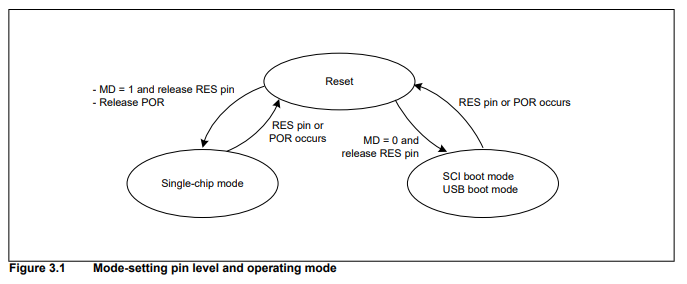 Reset
- MD = 1 and release RES pin
- Release POR
RES pin or
POR occurs
RES pin or POR occurs
MD = 0 and
release RES pin
Single-chip mode
SCI boot mode
USB boot mode
Figure 3.1 Mode-setting pin level and operating mode